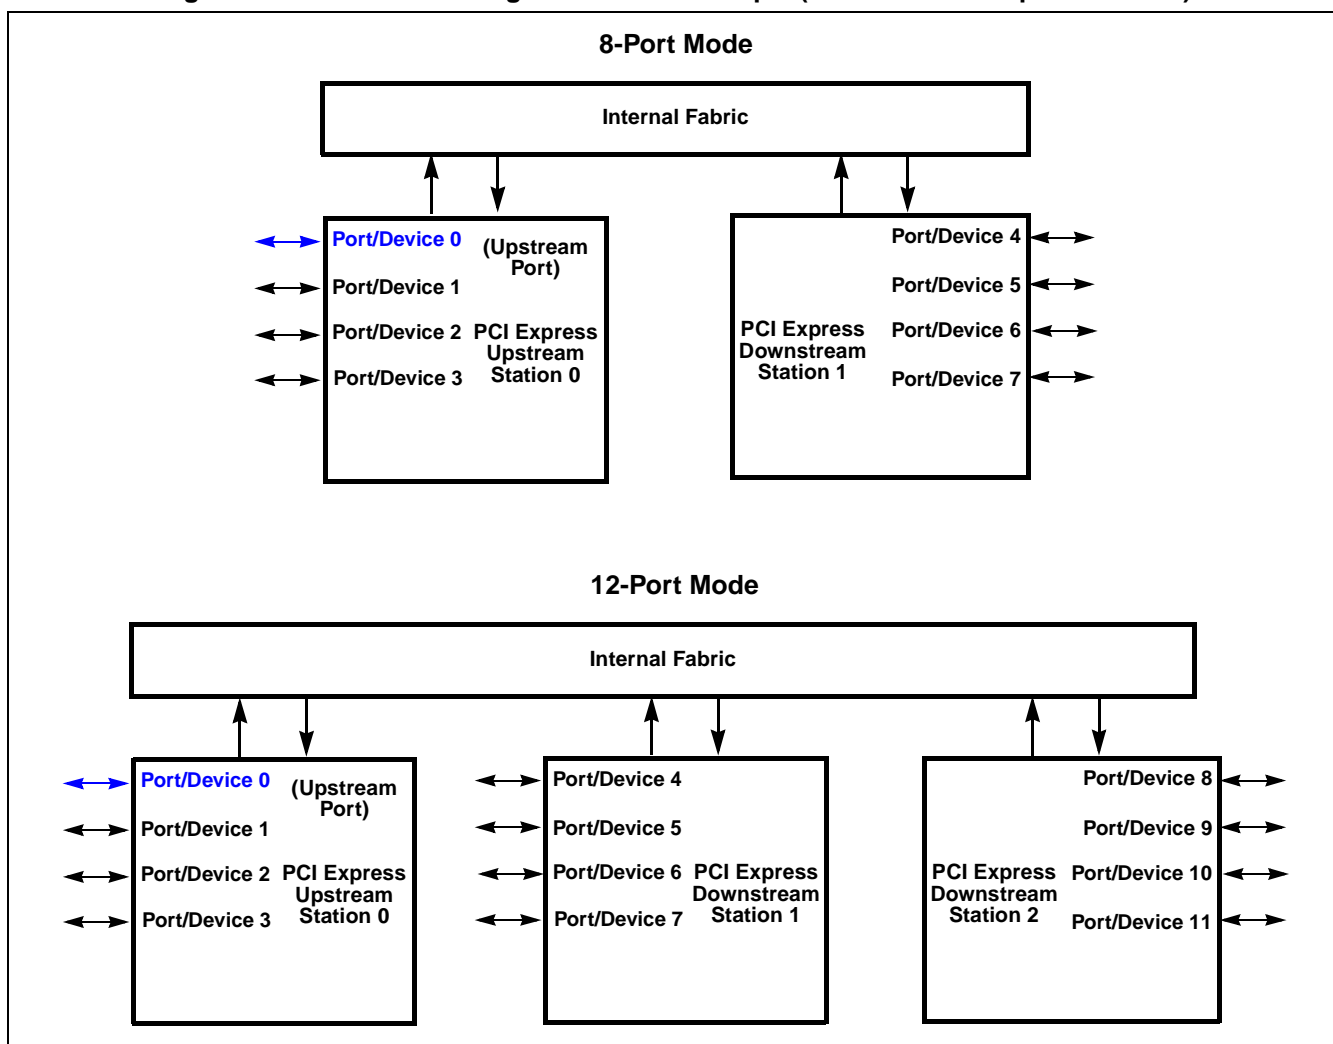 8-Port Mode
Internal Fabric
Port/Device 0
(Upstream
Port)
Port/Device 1
Port/Device 2
Port/Device 3
PCI Express
Upstream
Station 0
PCI Express
Downstream
Station 1
Port/Device 4
Port/Device 5
Port/Device 6
Port/Device 7
12-Port Mode
Internal Fabric
Port/Device 0
(Upstream
Port)
Port/Device 1
Port/Device 2
Port/Device 3
PCI Express
Upstream
Station 0
Port/Device 4
Port/Device 5
Port/Device 6
Port/Device 7
PCI Express
Downstream
Station 1
PCI Express
Downstream
Station 2
Port/Device 8
Port/Device 9
Port/Device 10
Port/Device 11